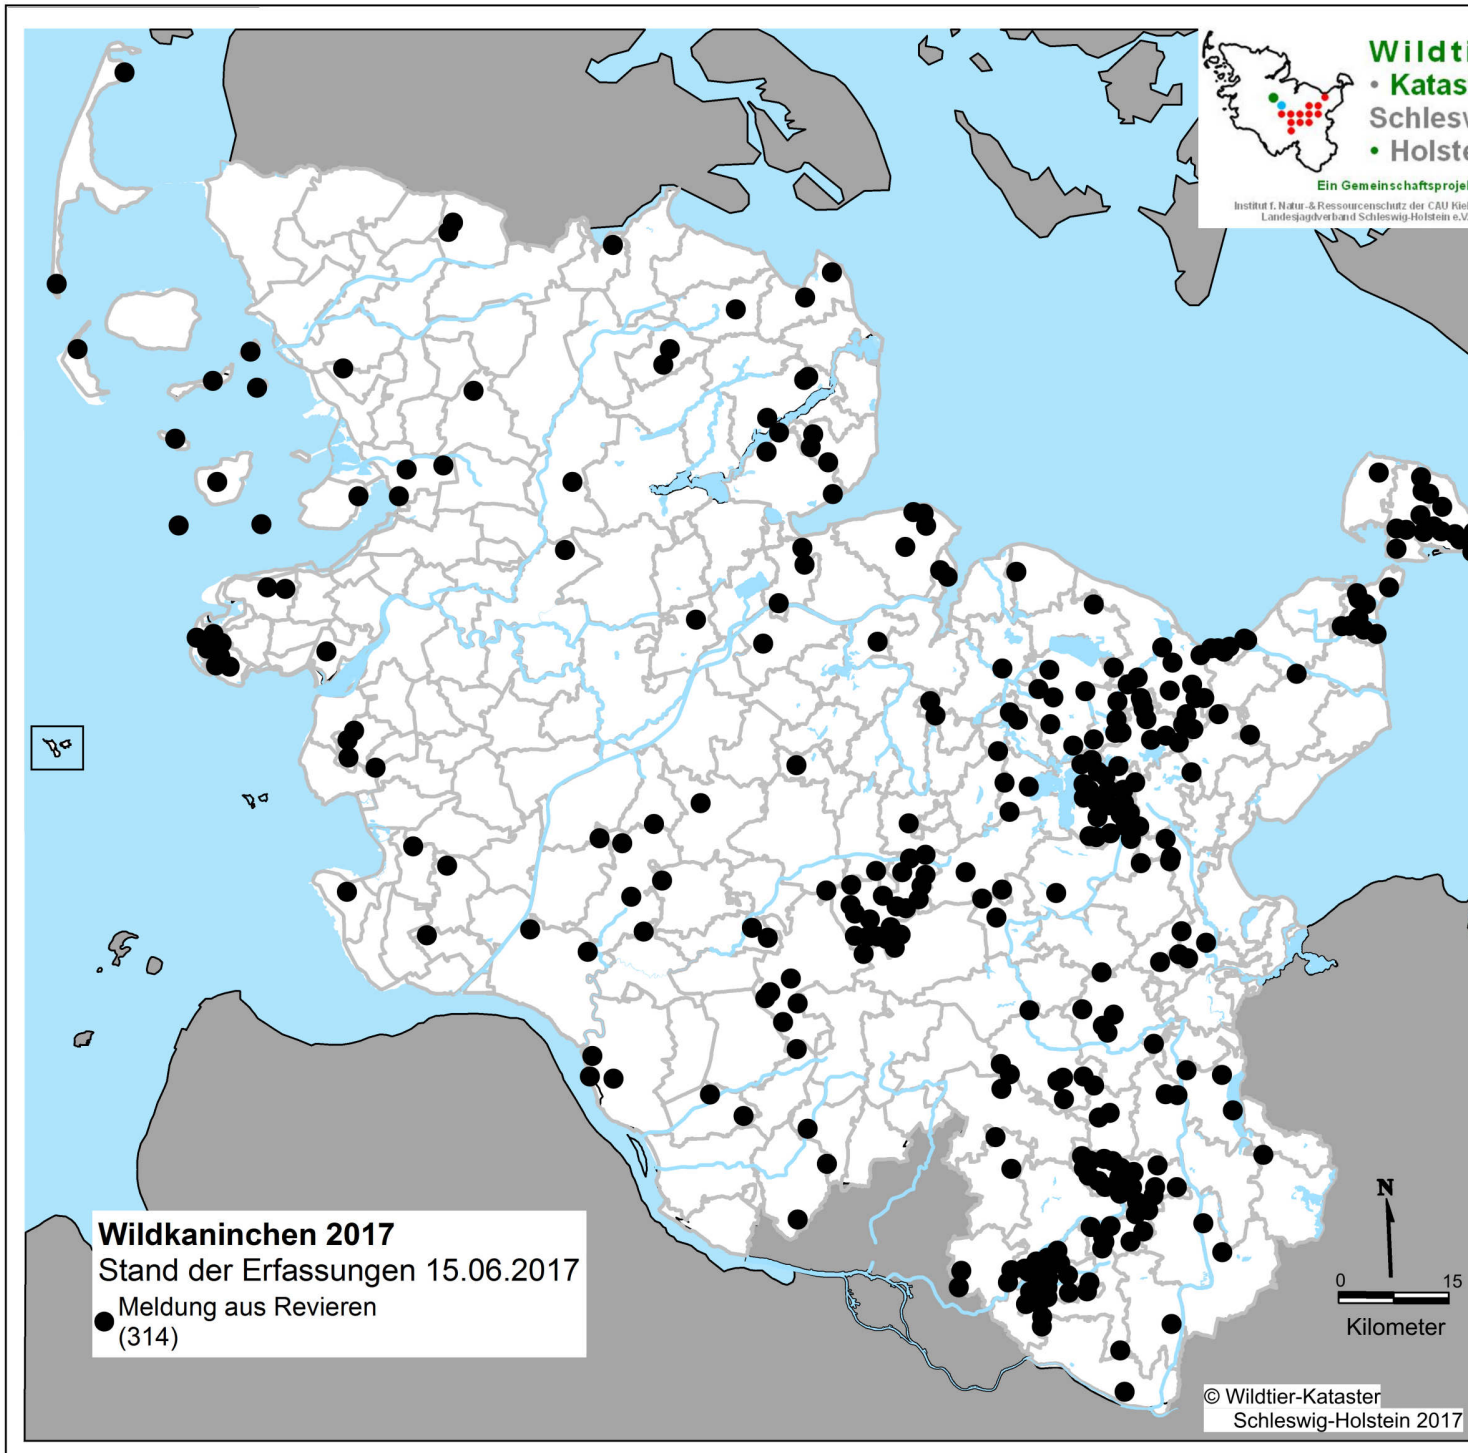 Wildti
• Katas
Schlesw
• Holste
Ein Gemeinschaftsproje
Institut f. Natur-& Ressourcenschutz der CAU Kiel
Landesjagdverband Schleswig-Holstein e.V.
Wildkaninchen 2017
Stand der Erfassungen 15.06.2017
Meldung aus Revieren
(314)
N
0 15
Kilometer
© Wildtier-Kataster
Schleswig-Holstein 2017